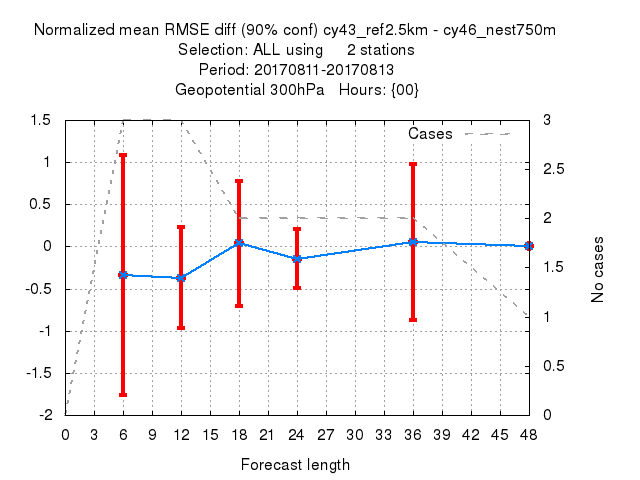 Normalized mean RMSE diff (90% conf) cy43_ref2.5km - cy46_nest750m
Selection: ALL using 2 stations
Period: 20170811-20170813
Geopotential 300hPa Hours: {00}
Cases
1.5
1
0.5
0
-0.5
-1
-1.5
-2
3
2.5
2
1.5
1
0.5
0
No cases
0 3 6 9 12 15 18 21 24 27 30 33 36 39 42 45 48
Forecast length